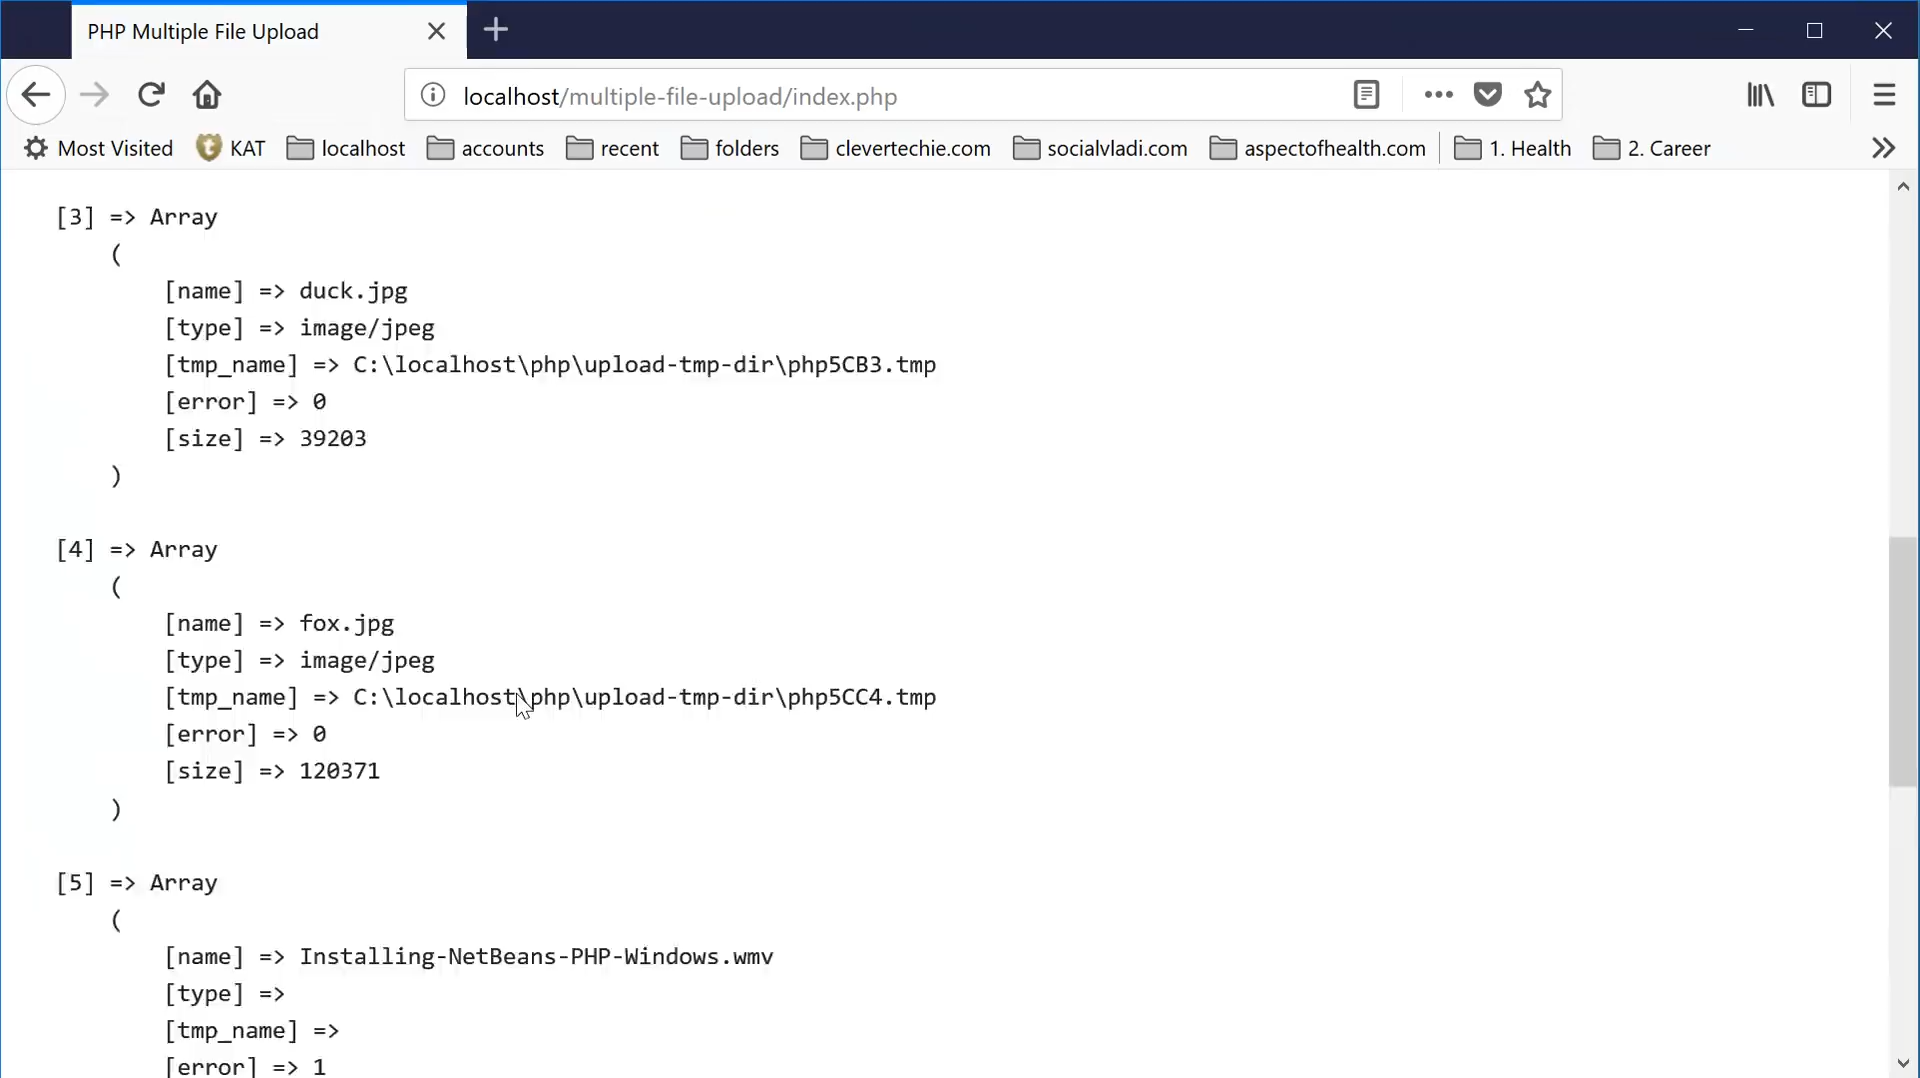 PHP Multiple File Upload
localhost/multiple-file-upload/index.php
Most Visited KAT localhost accounts recent folders clevertechie.com socialvladi.com aspectofhealth.com 1. Health 2. Career
[3] => Array
(
[name] => duck.jpg
[type] => image/jpeg
[tmp_name] => C:\localhost\php\upload-tmp-dir\php5CB3.tmp
[error] => 0
[size] => 39203
)
[4] => Array
(
[name] => fox.jpg
[type] => image/jpeg
[tmp_name] => C:\localhost\php\upload-tmp-dir\php5CC4.tmp
[error] => 0
[size] => 120371
)
[5] => Array
(
[name] => Installing-NetBeans-PHP-Windows.wmv
[type] =>
[tmp_name] =>
[error] => 1